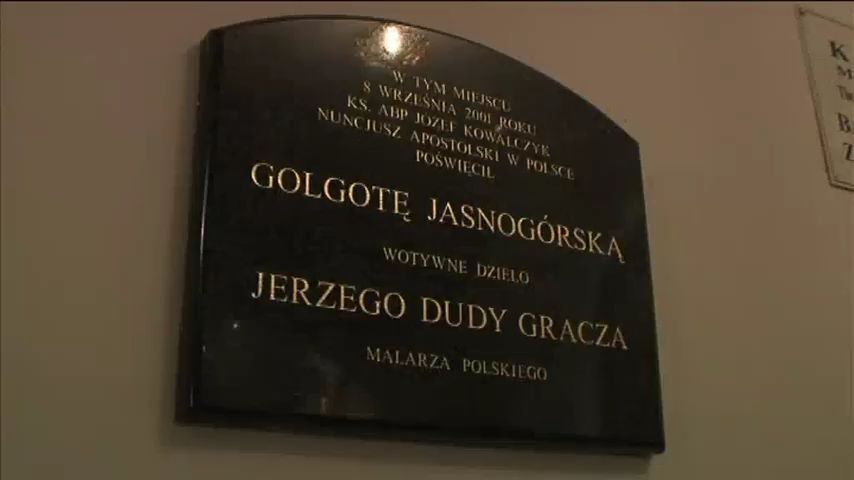 W TYM MIEJSCU
8 WRZEŚNIA 2001 ROKU
KS. ABP JÓZEF KOWALCZYK
NUNCJUSZ APOSTOLSKI W POLSCE
POŚWIĘCIŁ
GOLGOTĘ JASNOGÓRSKĄ
WOTYWNE DZIEŁO
JERZEGO DUDY GRACZA
MALARZA POLSKIEGO